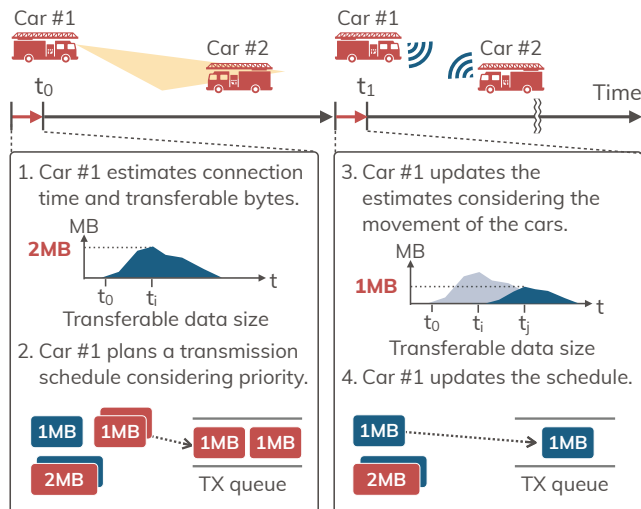 Car #1
Car #2
Car #1
Car #2
t0
t1
Time
1. Car #1 estimates connection
time and transferable bytes.
MB
2MB
t
t0
ti
Transferable data size
2. Car #1 plans a transmission
schedule considering priority.
1MB
1MB
2MB
1MB
1MB
TX queue
3. Car #1 updates the
estimates considering the
movement of the cars.
MB
1MB
t
t0
ti
tj
Transferable data size
4. Car #1 updates the schedule.
1MB
2MB
1MB
TX queue